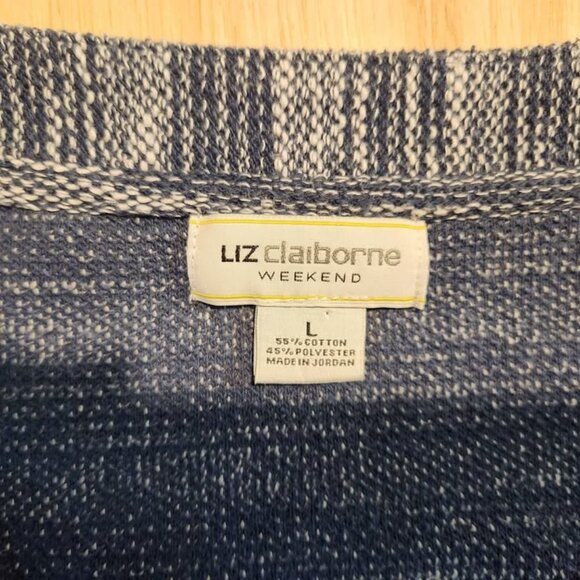 LIZ claiborne
WEEKEND
L
55% COTTON
45% POLYESTER
MADE IN JORDAN